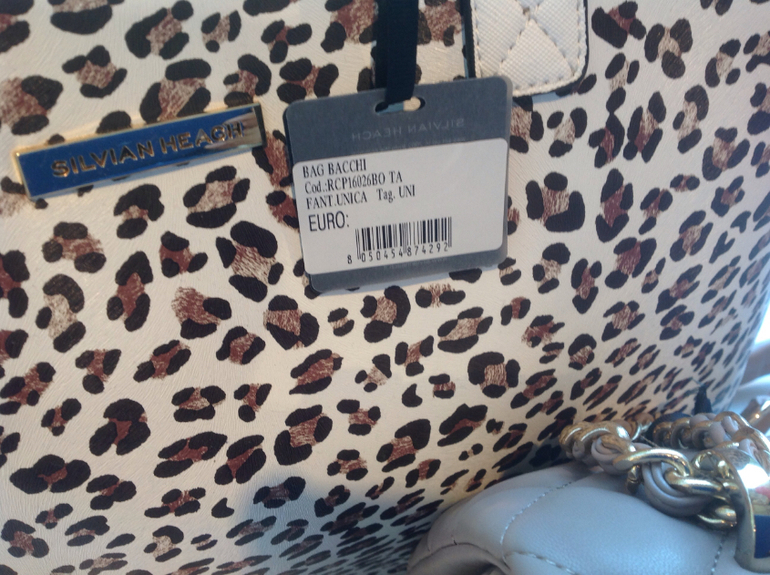 SILVIAN HEACH
SILVIAN HEACH
BAG BACCHI
Cod.:RCP16026BO TA
FANT.UNICA Tag. UNI
EURO:
8 050454 874292